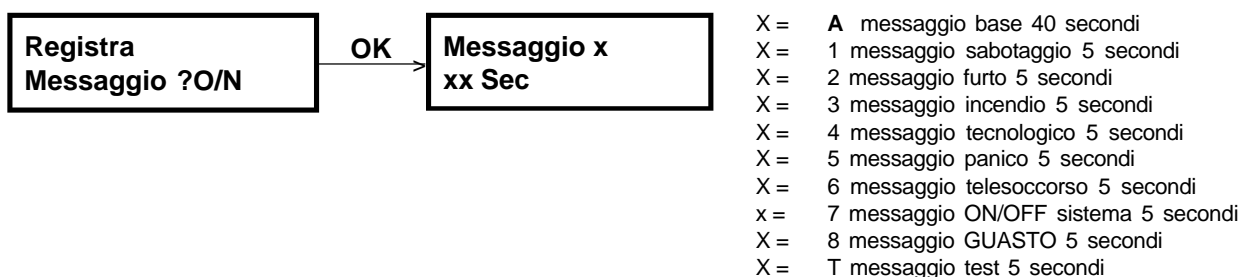 Registra
Messaggio ?O/N
OK
Messaggio x
xx Sec
X = A messaggio base 40 secondi
X = 1 messaggio sabotaggio 5 secondi
X = 2 messaggio furto 5 secondi
X = 3 messaggio incendio 5 secondi
X = 4 messaggio tecnologico 5 secondi
X = 5 messaggio panico 5 secondi
X = 6 messaggio telesoccorso 5 secondi
x = 7 messaggio ON/OFF sistema 5 secondi
X = 8 messaggio GUASTO 5 secondi
X = T messaggio test 5 secondi